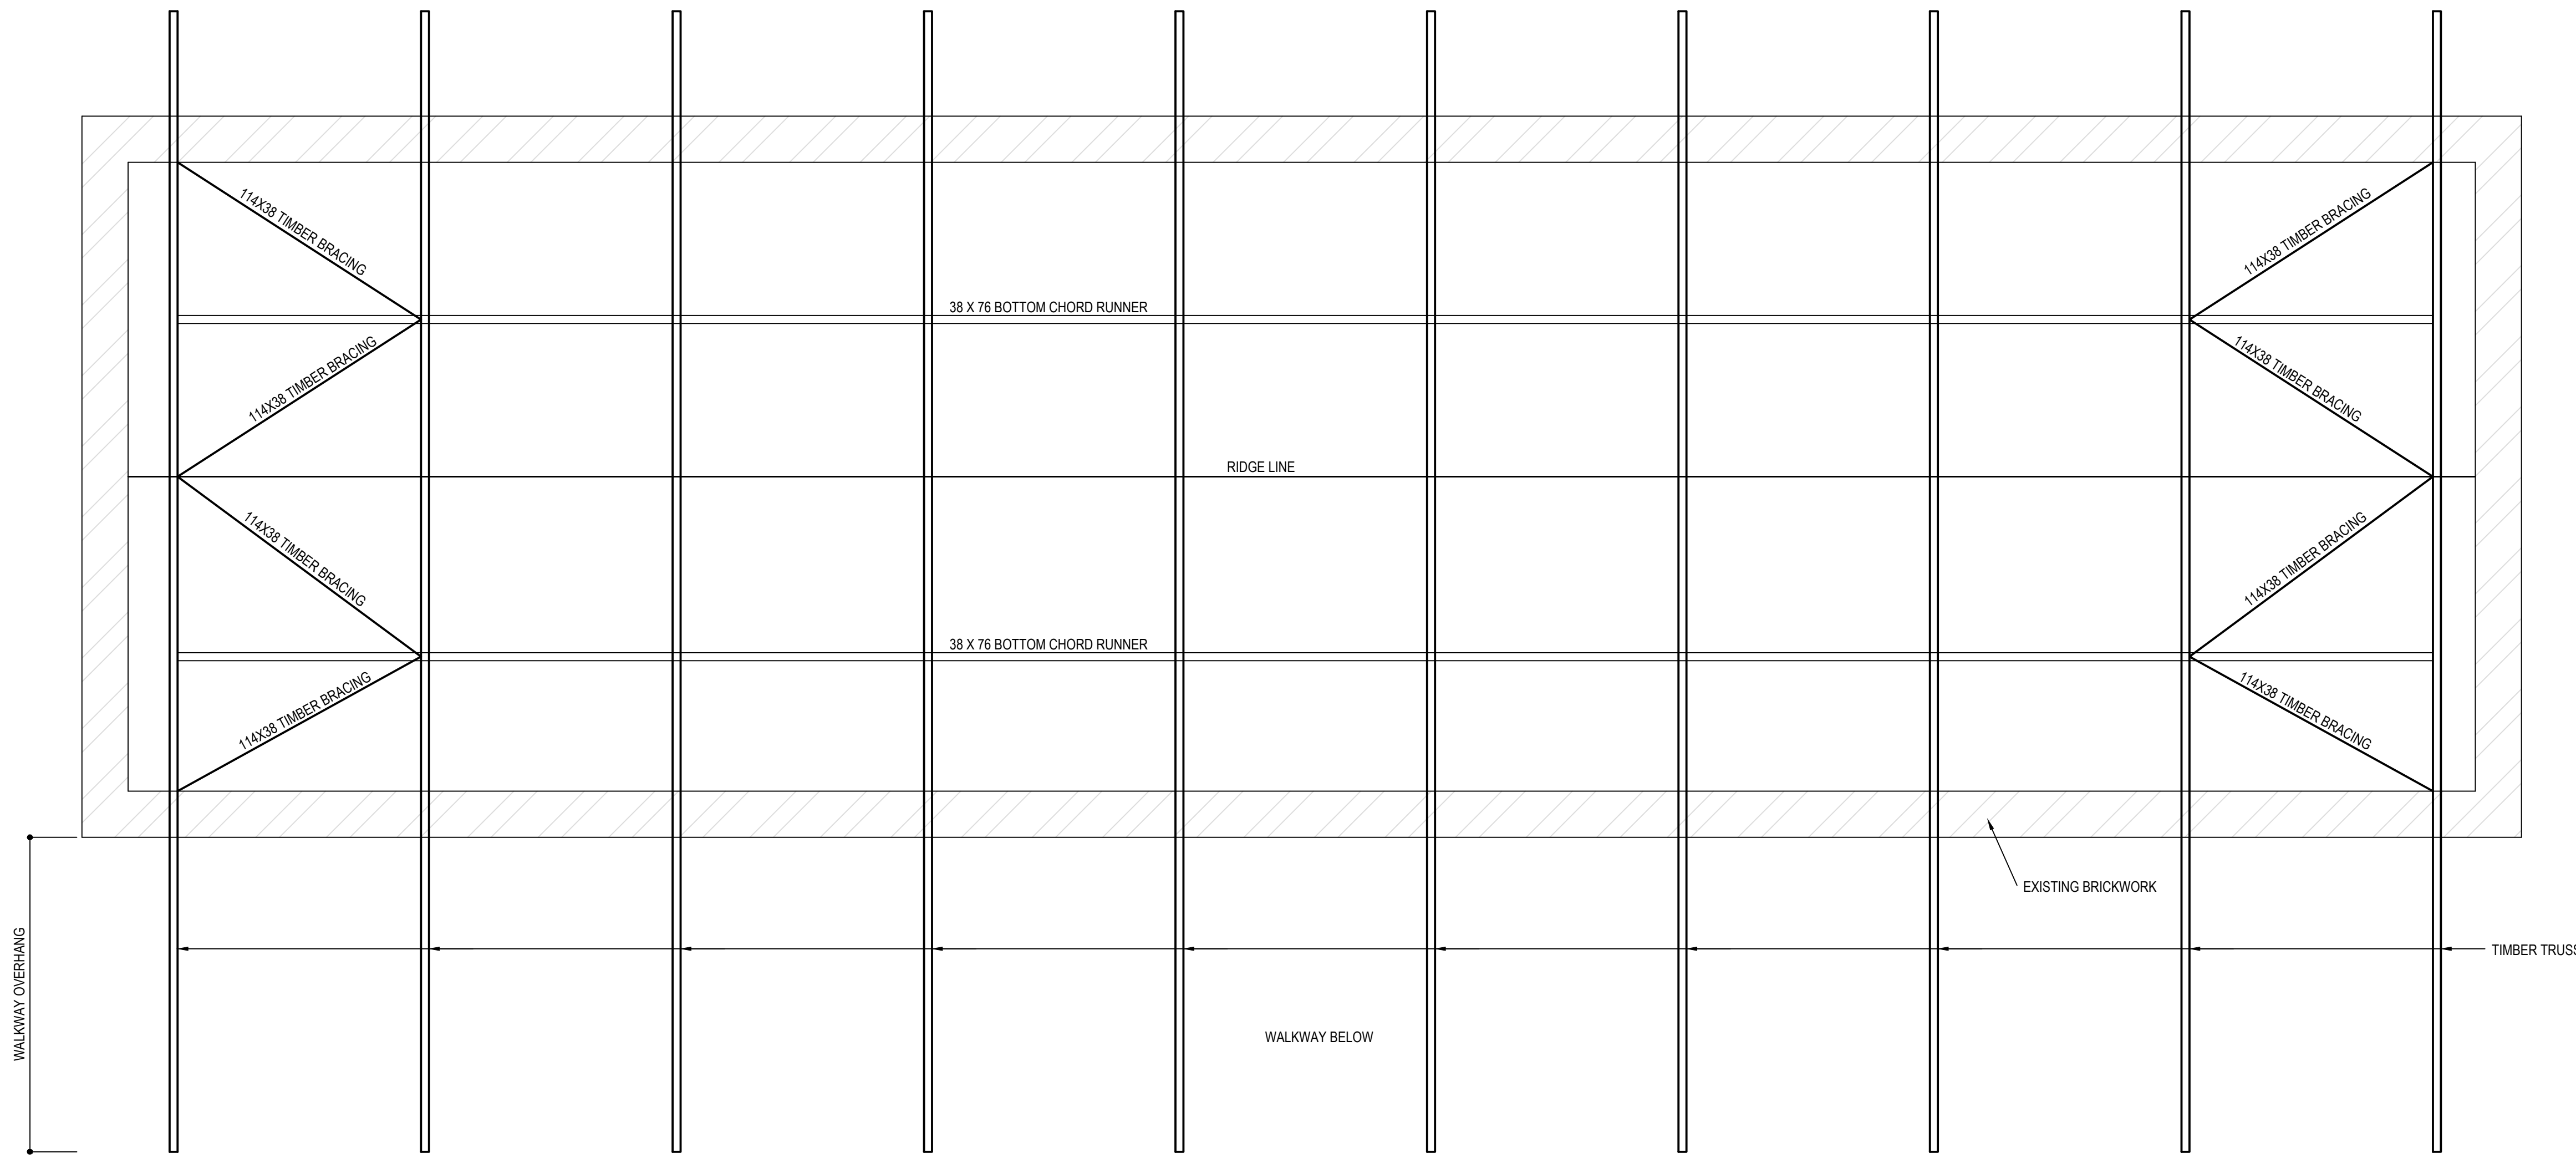 114X38 TIMBER BRACING
114X38 TIMBER BRACING
38 X 76 BOTTOM CHORD RUNNER
114X38 TIMBER BRACING
114X38 TIMBER BRACING
RIDGE LINE
114X38 TIMBER BRACING
114X38 TIMBER BRACING
38 X 76 BOTTOM CHORD RUNNER
114X38 TIMBER BRACING
114X38 TIMBER BRACING
EXISTING BRICKWORK
WALKWAY OVERHANG
TIMBER TRUSS
WALKWAY BELOW